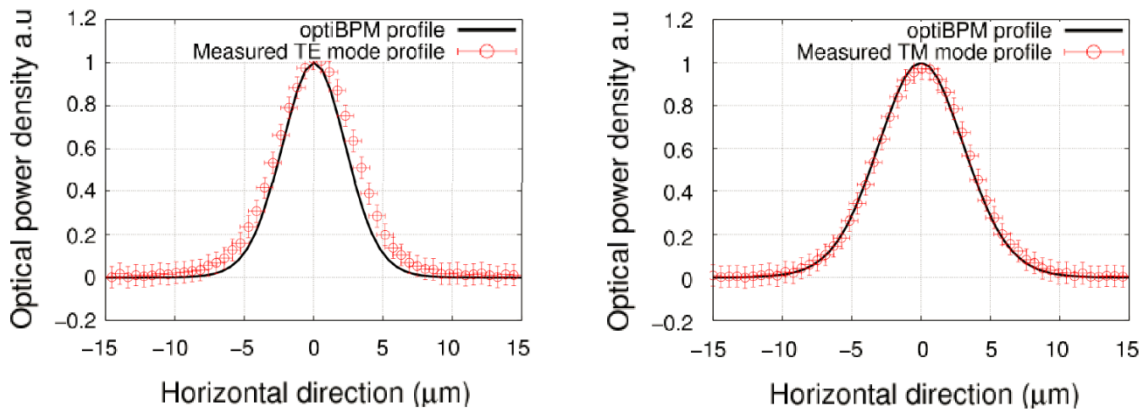 Optical power density a.u
1.2
1
0.8
0.6
0.4
0.2
0
−0.2
optiBPM profile
Measured TE mode profile
−15 −10 −5 0 5 10 15
Horizontal direction (μm)
Optical power density a.u
1.2
1
0.8
0.6
0.4
0.2
0
−0.2
optiBPM profile
Measured TM mode profile
−15 −10 −5 0 5 10 15
Horizontal direction (μm)